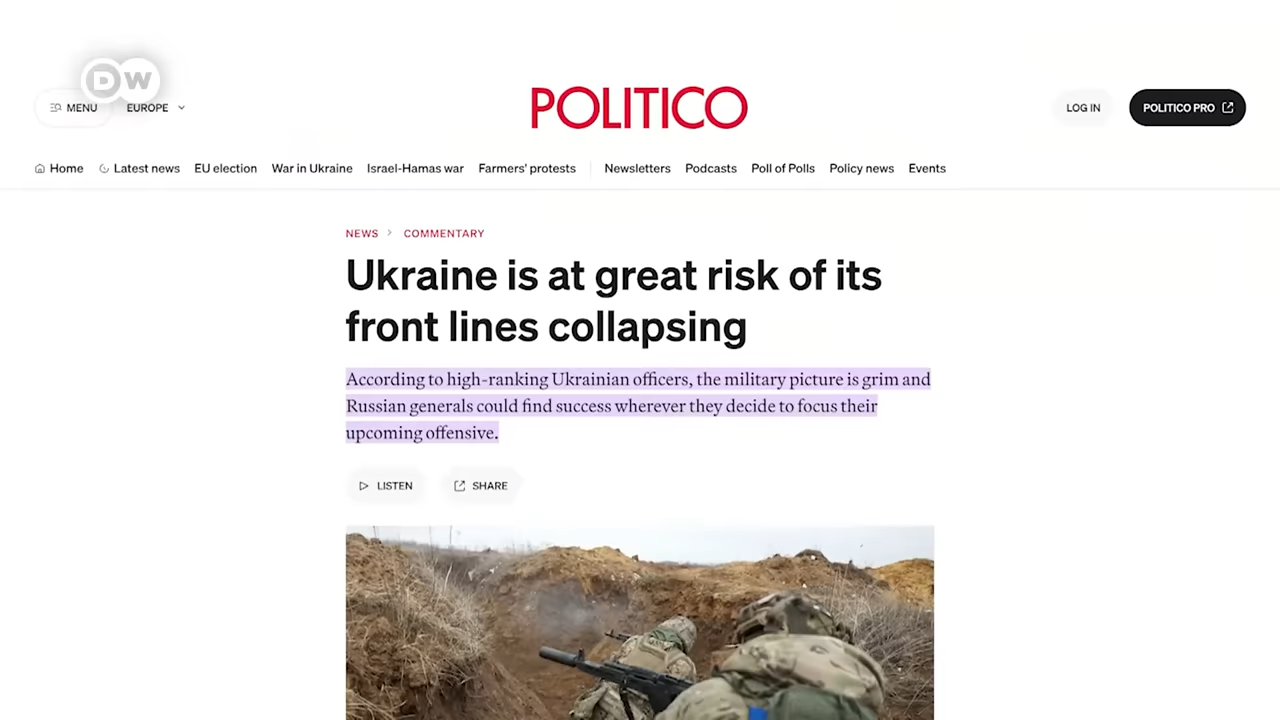 DW
MENU
EUROPE
POLITICO
LOG IN
POLITICO PRO
Home
Latest news
EU election
War in Ukraine
Israel-Hamas war
Farmers' protests
Newsletters
Podcasts
Poll of Polls
Policy news
Events
NEWS
COMMENTARY
Ukraine is at great risk of its
front lines collapsing
According to high-ranking Ukrainian officers, the military picture is grim and
Russian generals could find success wherever they decide to focus their
upcoming offensive.
LISTEN
SHARE